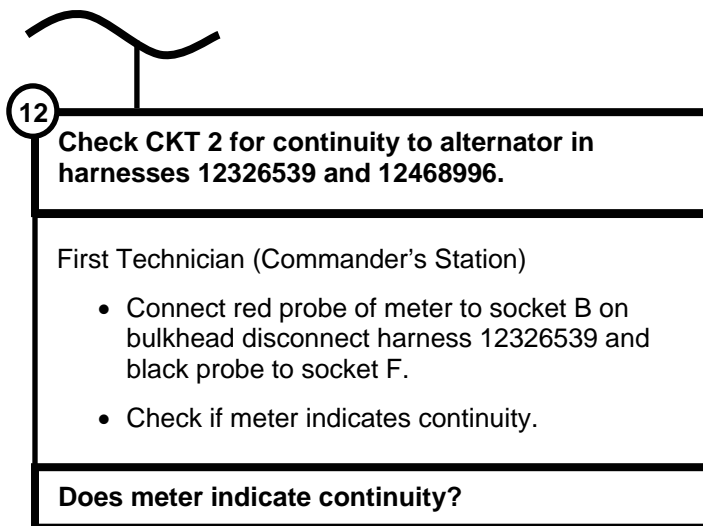 12
Check CKT 2 for continuity to alternator in
harnesses 12326539 and 12468996.
First Technician (Commander’s Station)
• Connect red probe of meter to socket B on
bulkhead disconnect harness 12326539 and
black probe to socket F.
• Check if meter indicates continuity.
Does meter indicate continuity?